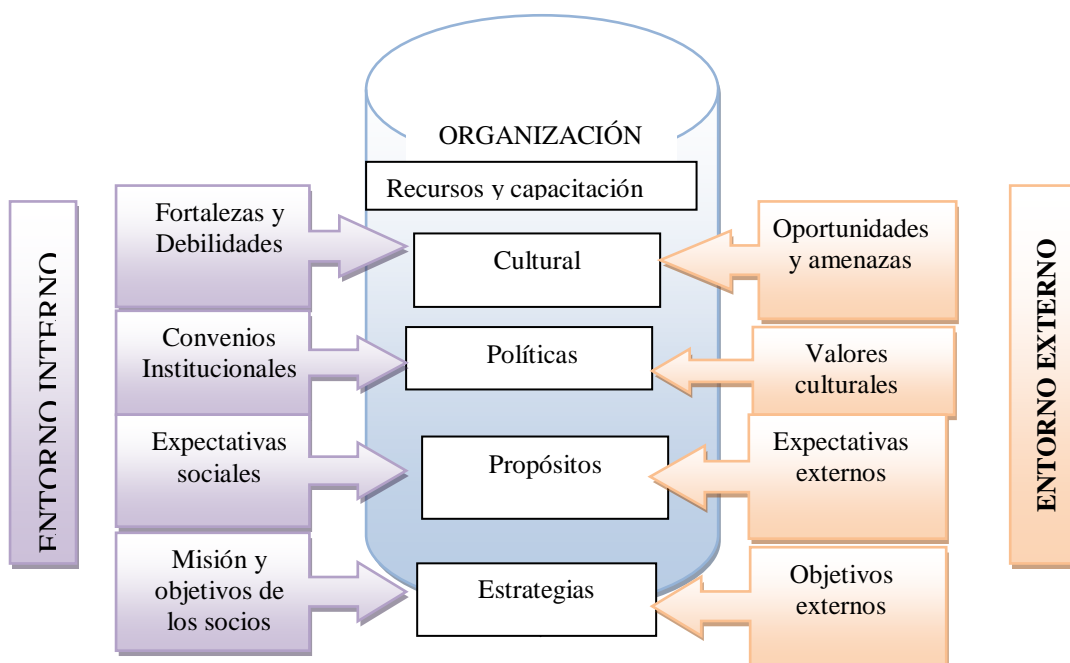 ORGANIZACIÓN
Recursos y capacitación
ENTORNO INTERNO
Fortalezas y
Debilidades
Cultural
Oportunidades
y amenazas
ENTORNO EXTERNO
Convenios
Institucionales
Políticas
Valores
culturales
Expectativas
sociales
Propósitos
Expectativas
externos
Misión y
objetivos de
los socios
Estrategias
Objetivos
externos